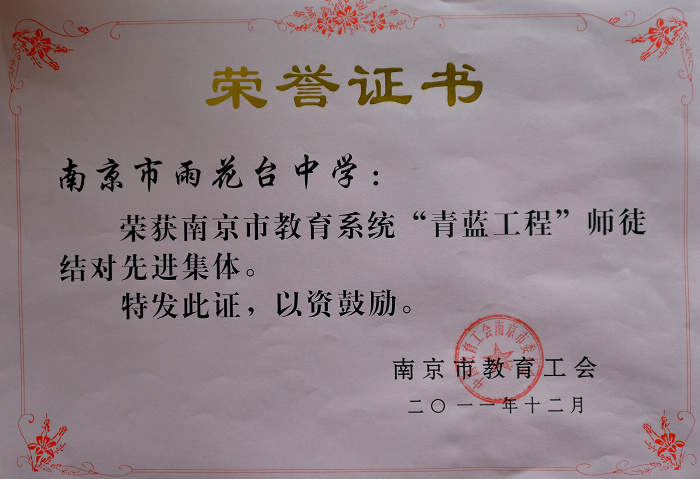 荣誉证书
南京市雨花台中学：
荣获南京市教育系统“青蓝工程”师徒
结对先进集体。
特发此证，以资鼓励。
南京市教育工会
二〇一一年十二月